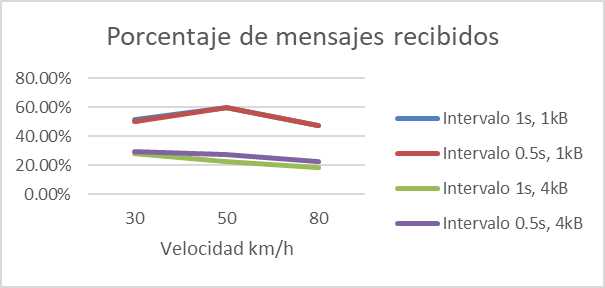 Porcentaje de mensajes recibidos
80.00%
60.00%
40.00%
20.00%
0.00%
30 50 80
Velocidad km/h
Intervalo 1s, 1kB
Intervalo 0.5s, 1kB
Intervalo 1s, 4kB
Intervalo 0.5s, 4kB